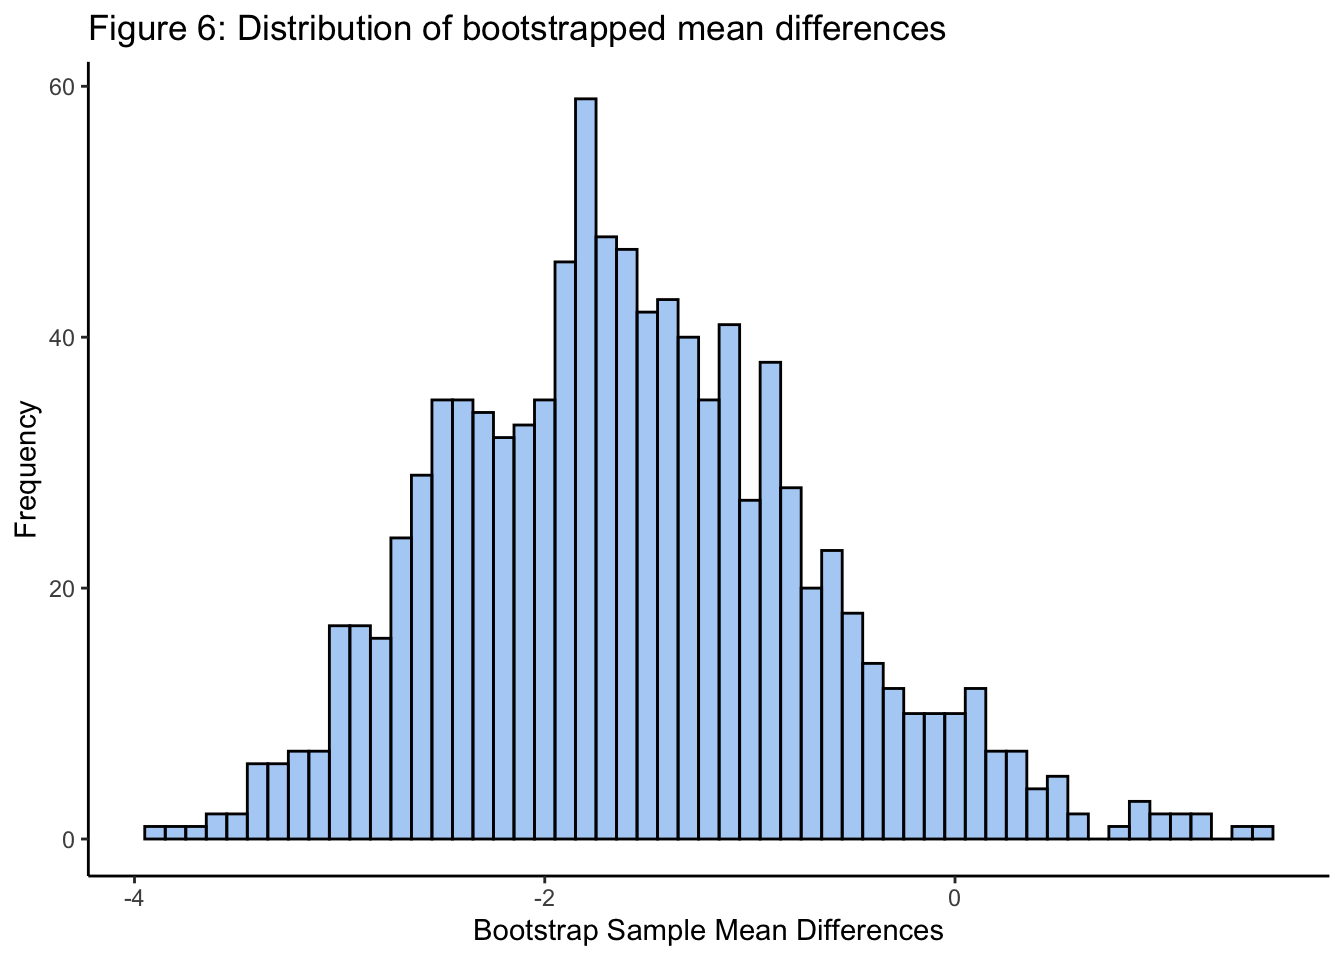 Figure 6: Distribution of bootstrapped mean differences
60
40
20
0
Frequency
-4
-2
0
Bootstrap Sample Mean Differences